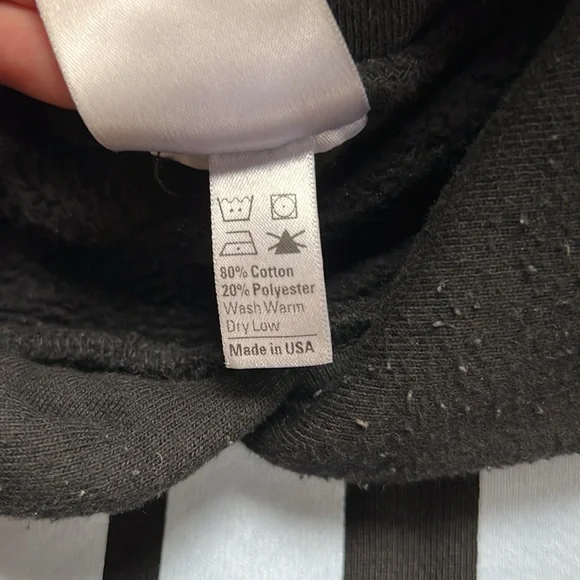 80% Cotton
20% Polyester
Wash Warm
Dry Low
Made in USA